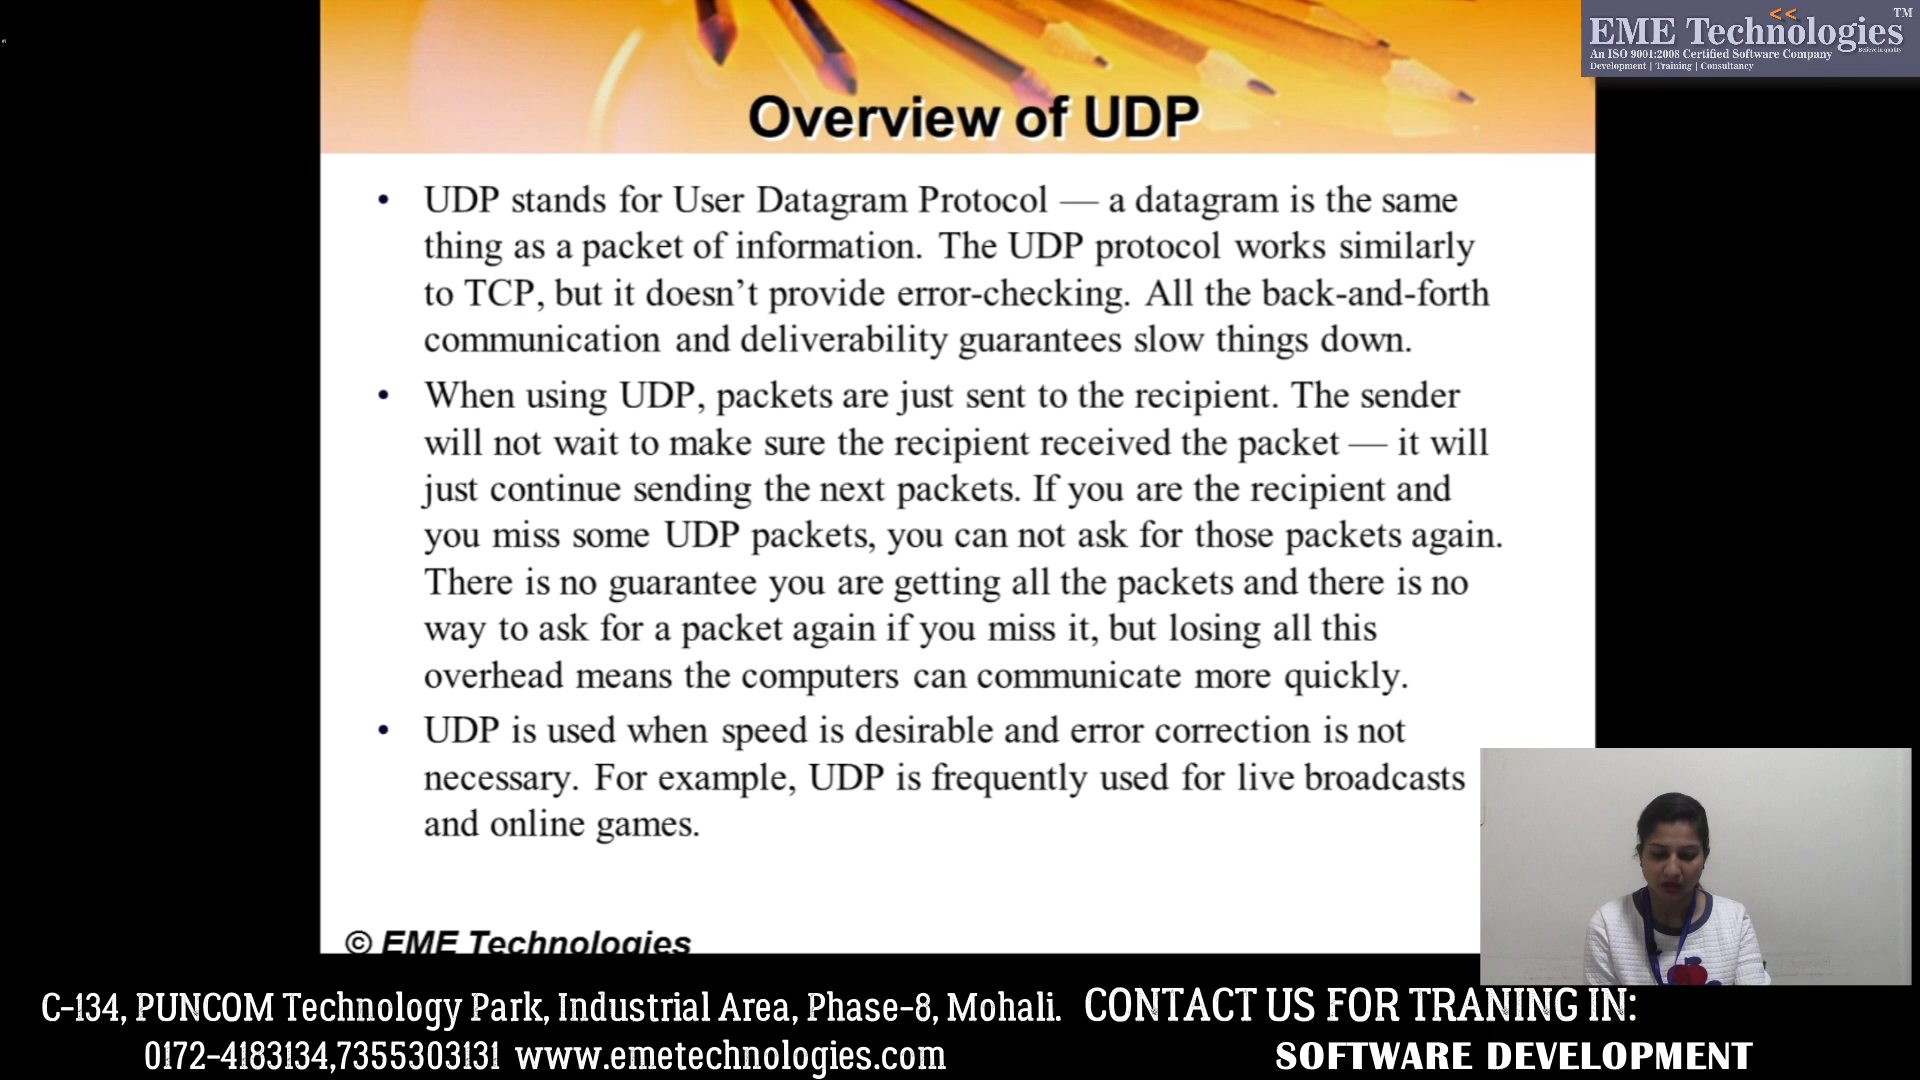 <<
EME Technologies TM
Believe in quality
An ISO 9001:2008 Certified Software Company
Development | Training | Consultancy
Overview of UDP
• UDP stands for User Datagram Protocol — a datagram is the same
thing as a packet of information. The UDP protocol works similarly
to TCP, but it doesn’t provide error-checking. All the back-and-forth
communication and deliverability guarantees slow things down.
• When using UDP, packets are just sent to the recipient. The sender
will not wait to make sure the recipient received the packet — it will
just continue sending the next packets. If you are the recipient and
you miss some UDP packets, you can not ask for those packets again.
There is no guarantee you are getting all the packets and there is no
way to ask for a packet again if you miss it, but losing all this
overhead means the computers can communicate more quickly.
• UDP is used when speed is desirable and error correction is not
necessary. For example, UDP is frequently used for live broadcasts
and online games.
© EME Technologies
C-134, PUNCOM Technology Park, Industrial Area, Phase-8, Mohali.
0172-4183134,7355303131 www.emetechnologies.com
CONTACT US FOR TRANING IN:
SOFTWARE DEVELOPMENT